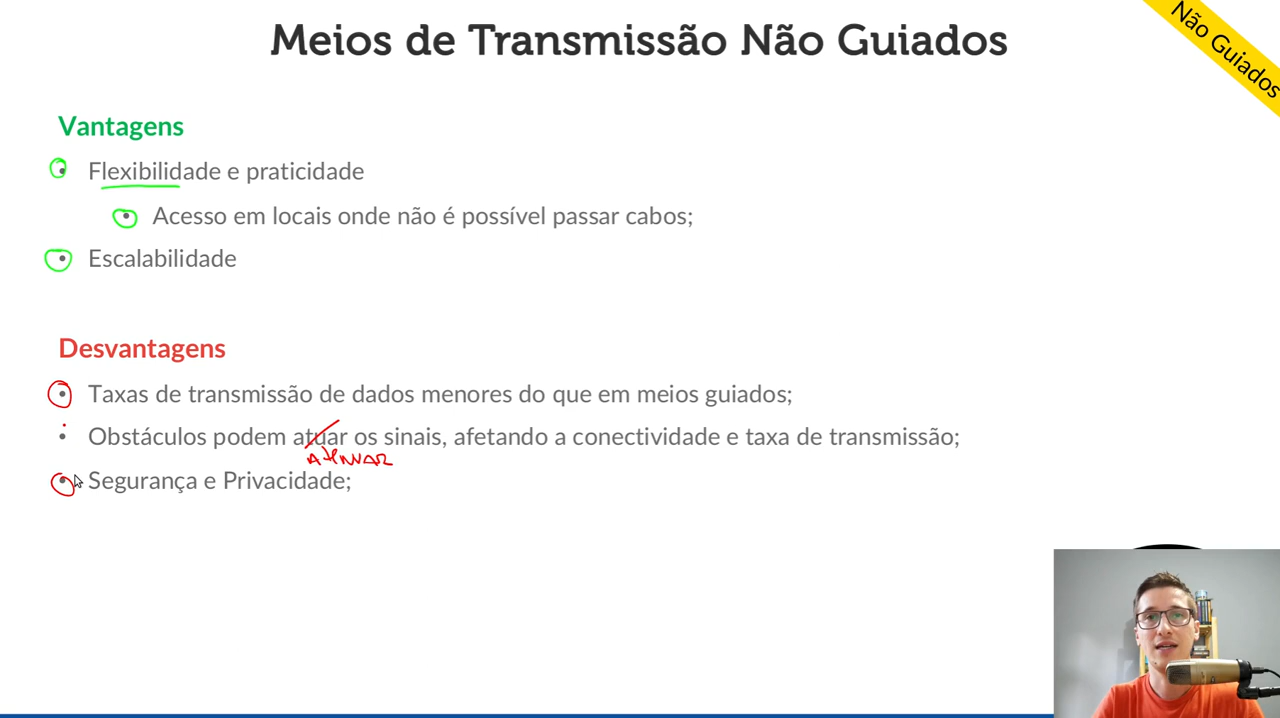 Meios de Transmissão Não Guiados
Não Guiados
Vantagens
• Flexibilidade e praticidade
• Acesso em locais onde não é possível passar cabos;
• Escalabilidade
Desvantagens
• Taxas de transmissão de dados menores do que em meios guiados;
• Obstáculos podem atuar os sinais, afetando a conectividade e taxa de transmissão;
ATENUAR
• Segurança e Privacidade;